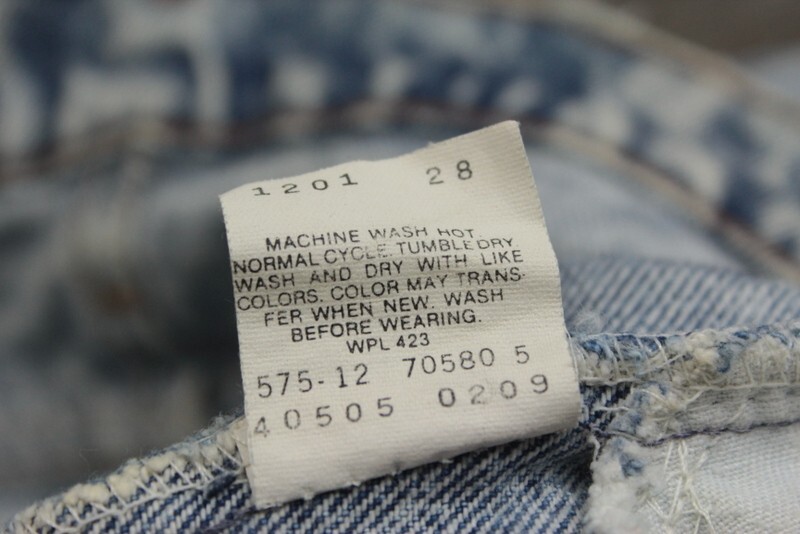 1201 28
MACHINE WASH HOT.
NORMAL CYCLE. TUMBLE DRY
WASH AND DRY WITH LIKE
COLORS. COLOR MAY TRANS-
FER WHEN NEW. WASH
BEFORE WEARING.
WPL 423
575-12 70580 5
40505 0209